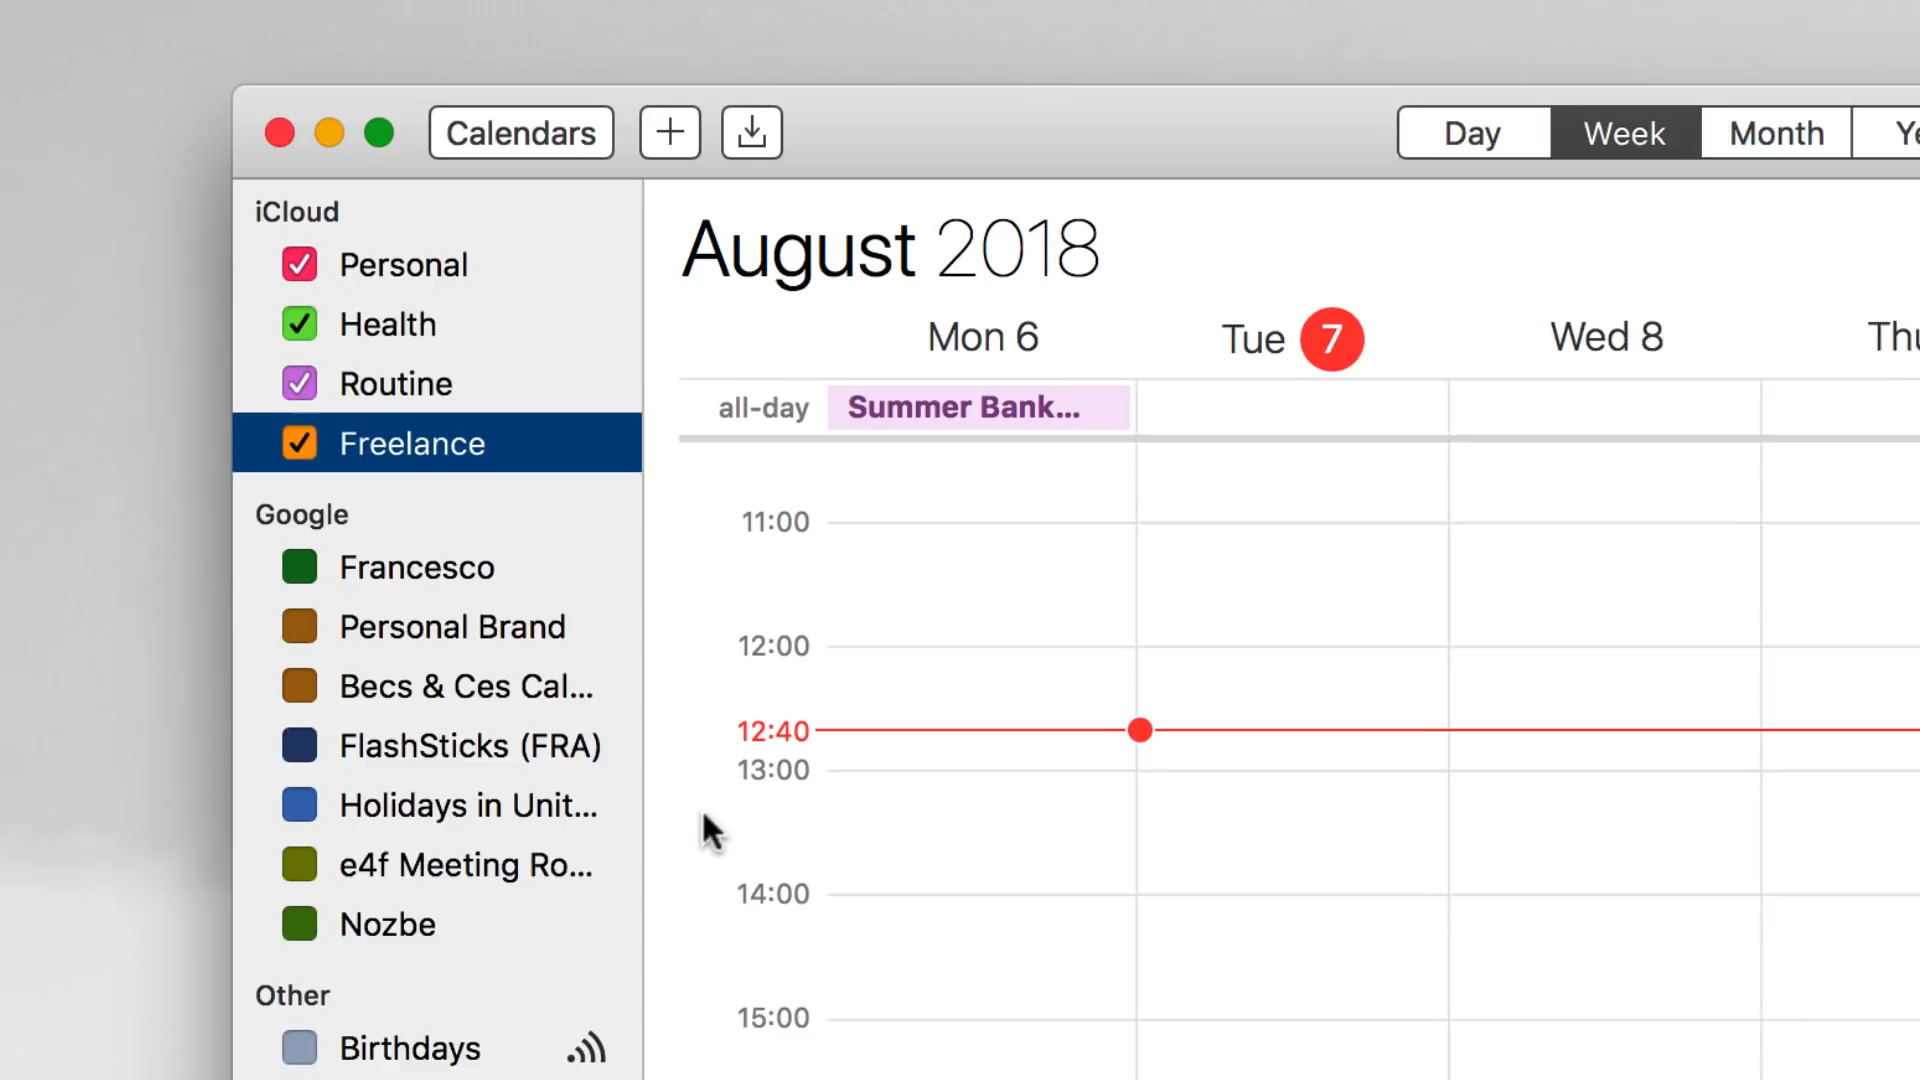 Calendars
Day Week Month Ye
iCloud
Personal
Health
Routine
Freelance
Google
Francesco
Personal Brand
Becs & Ces Cal...
FlashSticks (FRA)
Holidays in Unit...
e4f Meeting Ro...
Nozbe
Other
Birthdays
August 2018
Mon 6 Tue 7 Wed 8 Thu
all-day Summer Bank...
11:00
12:00
12:40
13:00
14:00
15:00